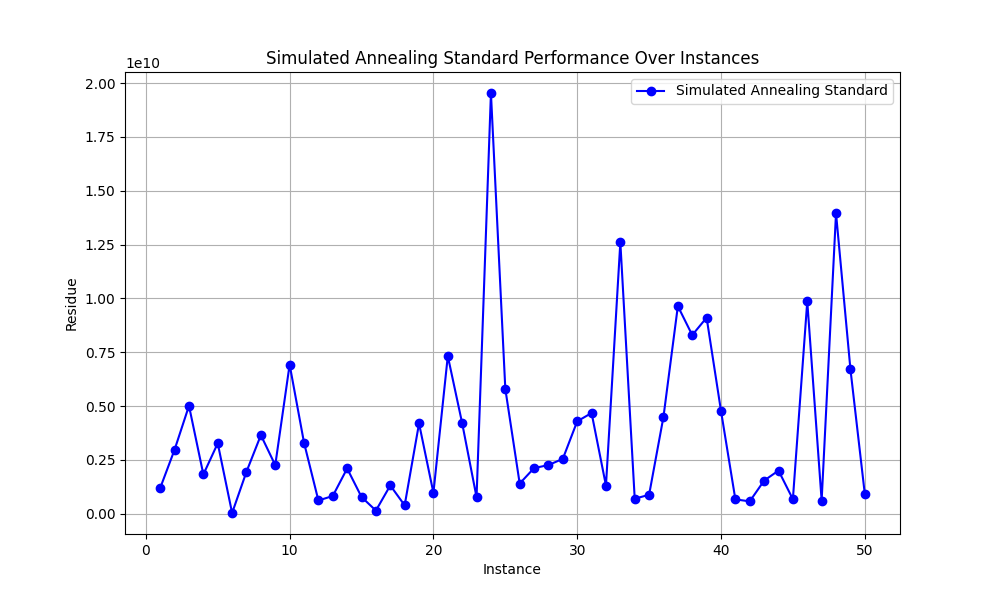 Simulated Annealing Standard Performance Over Instances
1e10
Simulated Annealing Standard
2.00
1.75
1.50
1.25
1.00
0.75
0.50
0.25
0.00
Residue
0 10 20 30 40 50
Instance